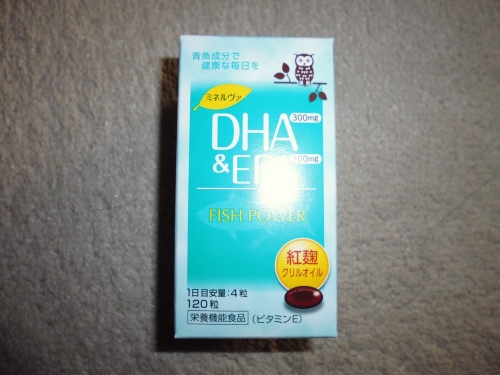 青魚成分で
健康な毎日を
ミネルヴァ
DHA 300mg
& EPA 100mg
FISH POWER
紅麹
クリルオイル
1日目安量:4粒
120粒
栄養機能食品 (ビタミンE)